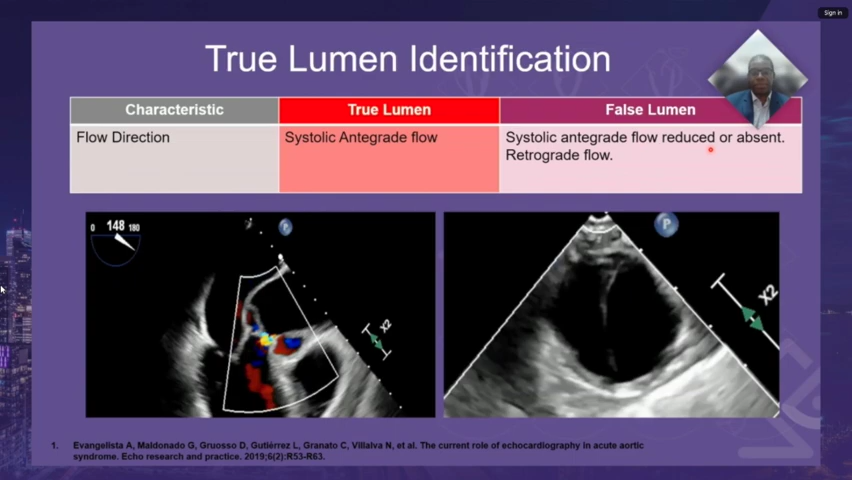 Sign in
True Lumen Identification
Characteristic
True Lumen
False Lumen
Flow Direction
Systolic Antegrade flow
Systolic antegrade flow reduced or absent.
Retrograde flow.
0 148 180
P
X2
P
X2
1. Evangelista A, Maldonado G, Gruosso D, Gutiérrez L, Granato C, Villalva N, et al. The current role of echocardiography in acute aortic
syndrome. Echo research and practice. 2019;6(2):R53-R63.